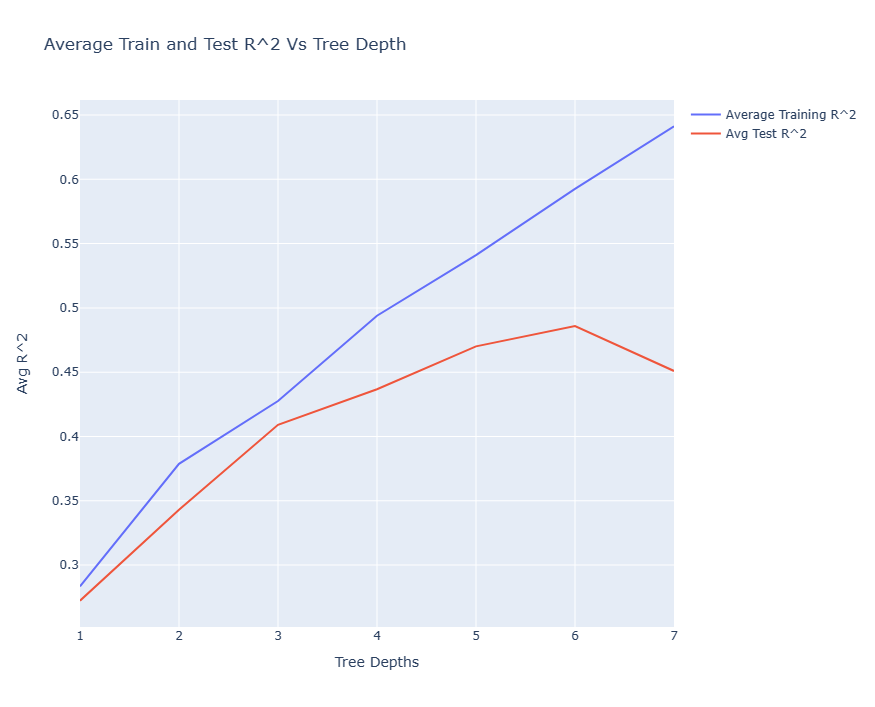 Average Train and Test R^2 Vs Tree Depth
Average Training R^2
Avg Test R^2
Avg R^2
0.65
0.6
0.55
0.5
0.45
0.4
0.35
0.3
1 2 3 4 5 6 7
Tree Depths